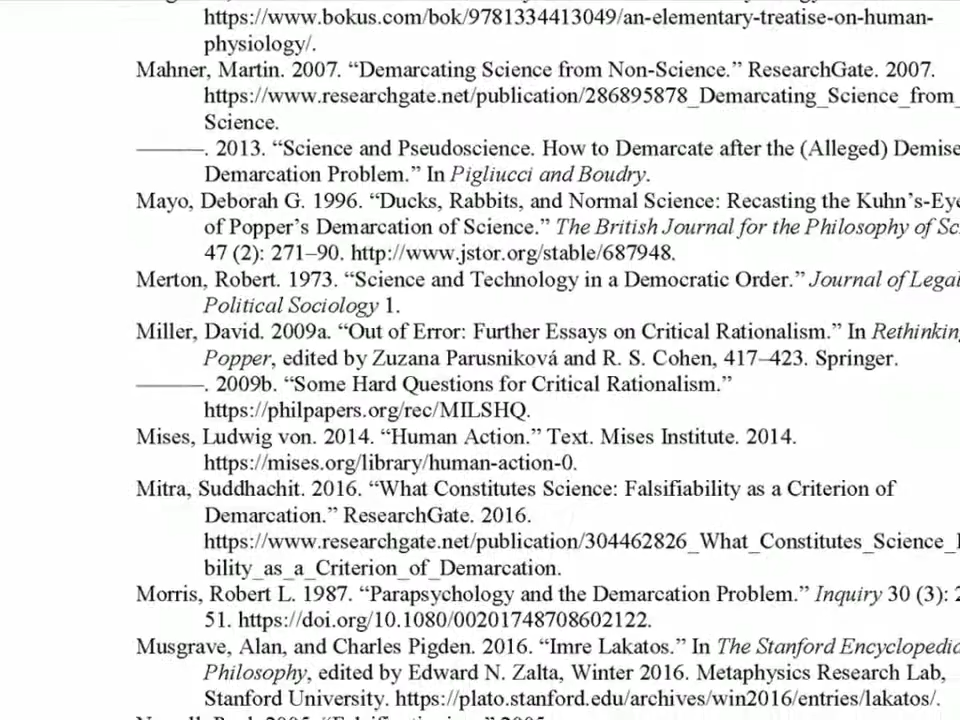 https://www.bokus.com/bok/9781334413049/an-elementary-treatise-on-human-
physiology/.
Mahner, Martin. 2007. “Demarcating Science from Non-Science.” ResearchGate. 2007.
https://www.researchgate.net/publication/286895878_Demarcating_Science_from_
Science.
———. 2013. “Science and Pseudoscience. How to Demarcate after the (Alleged) Demise
Demarcation Problem.” In Pigliucci and Boudry.
Mayo, Deborah G. 1996. “Ducks, Rabbits, and Normal Science: Recasting the Kuhn’s-Eye
of Popper’s Demarcation of Science.” The British Journal for the Philosophy of Sc
47 (2): 271–90. http://www.jstor.org/stable/687948.
Merton, Robert. 1973. “Science and Technology in a Democratic Order.” Journal of Legal
Political Sociology 1.
Miller, David. 2009a. “Out of Error: Further Essays on Critical Rationalism.” In Rethinkin
Popper, edited by Zuzana Parusniková and R. S. Cohen, 417–423. Springer.
———. 2009b. “Some Hard Questions for Critical Rationalism.”
https://philpapers.org/rec/MILSHQ.
Mises, Ludwig von. 2014. “Human Action.” Text. Mises Institute. 2014.
https://mises.org/library/human-action-0.
Mitra, Suddhachit. 2016. “What Constitutes Science: Falsifiability as a Criterion of
Demarcation.” ResearchGate. 2016.
https://www.researchgate.net/publication/304462826_What_Constitutes_Science_
bility_as_a_Criterion_of_Demarcation.
Morris, Robert L. 1987. “Parapsychology and the Demarcation Problem.” Inquiry 30 (3): 2
51. https://doi.org/10.1080/00201748708602122.
Musgrave, Alan, and Charles Pigden. 2016. “Imre Lakatos.” In The Stanford Encyclopedia
Philosophy, edited by Edward N. Zalta, Winter 2016. Metaphysics Research Lab,
Stanford University. https://plato.stanford.edu/archives/win2016/entries/lakatos/.